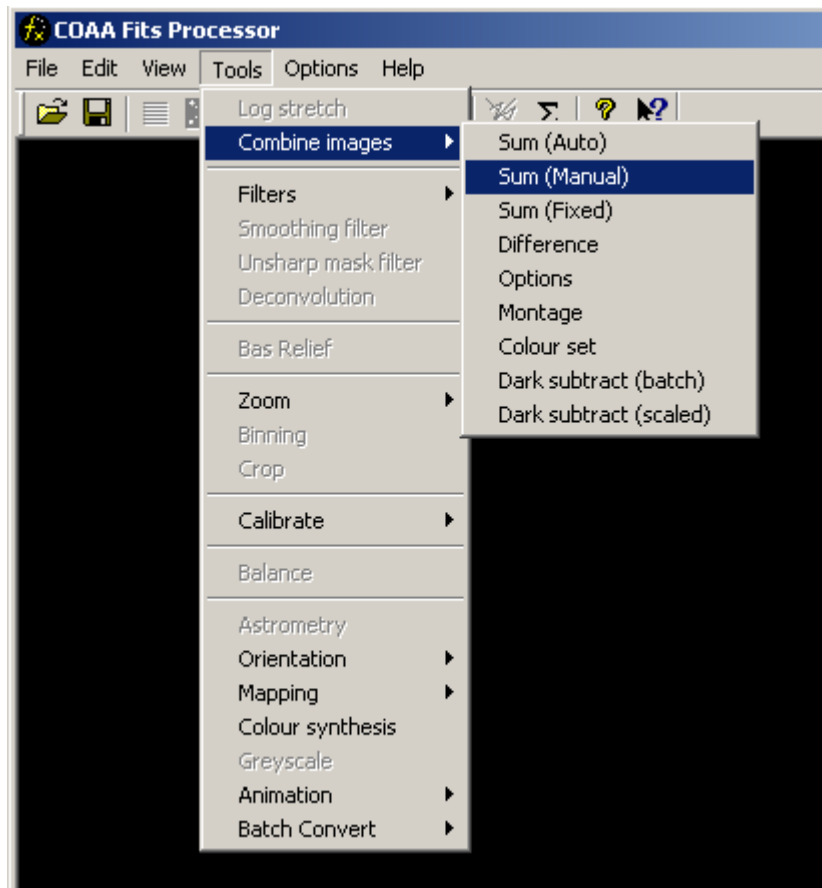 COAA Fits Processor
File Edit View Tools Options Help
Log stretch
Combine images
Filters
Smoothing filter
Unsharp mask filter
Deconvolution
Bas Relief
Zoom
Binning
Crop
Calibrate
Balance
Astrometry
Orientation
Mapping
Colour synthesis
Greyscale
Animation
Batch Convert
Sum (Auto)
Sum (Manual)
Sum (Fixed)
Difference
Options
Montage
Colour set
Dark subtract (batch)
Dark subtract (scaled)